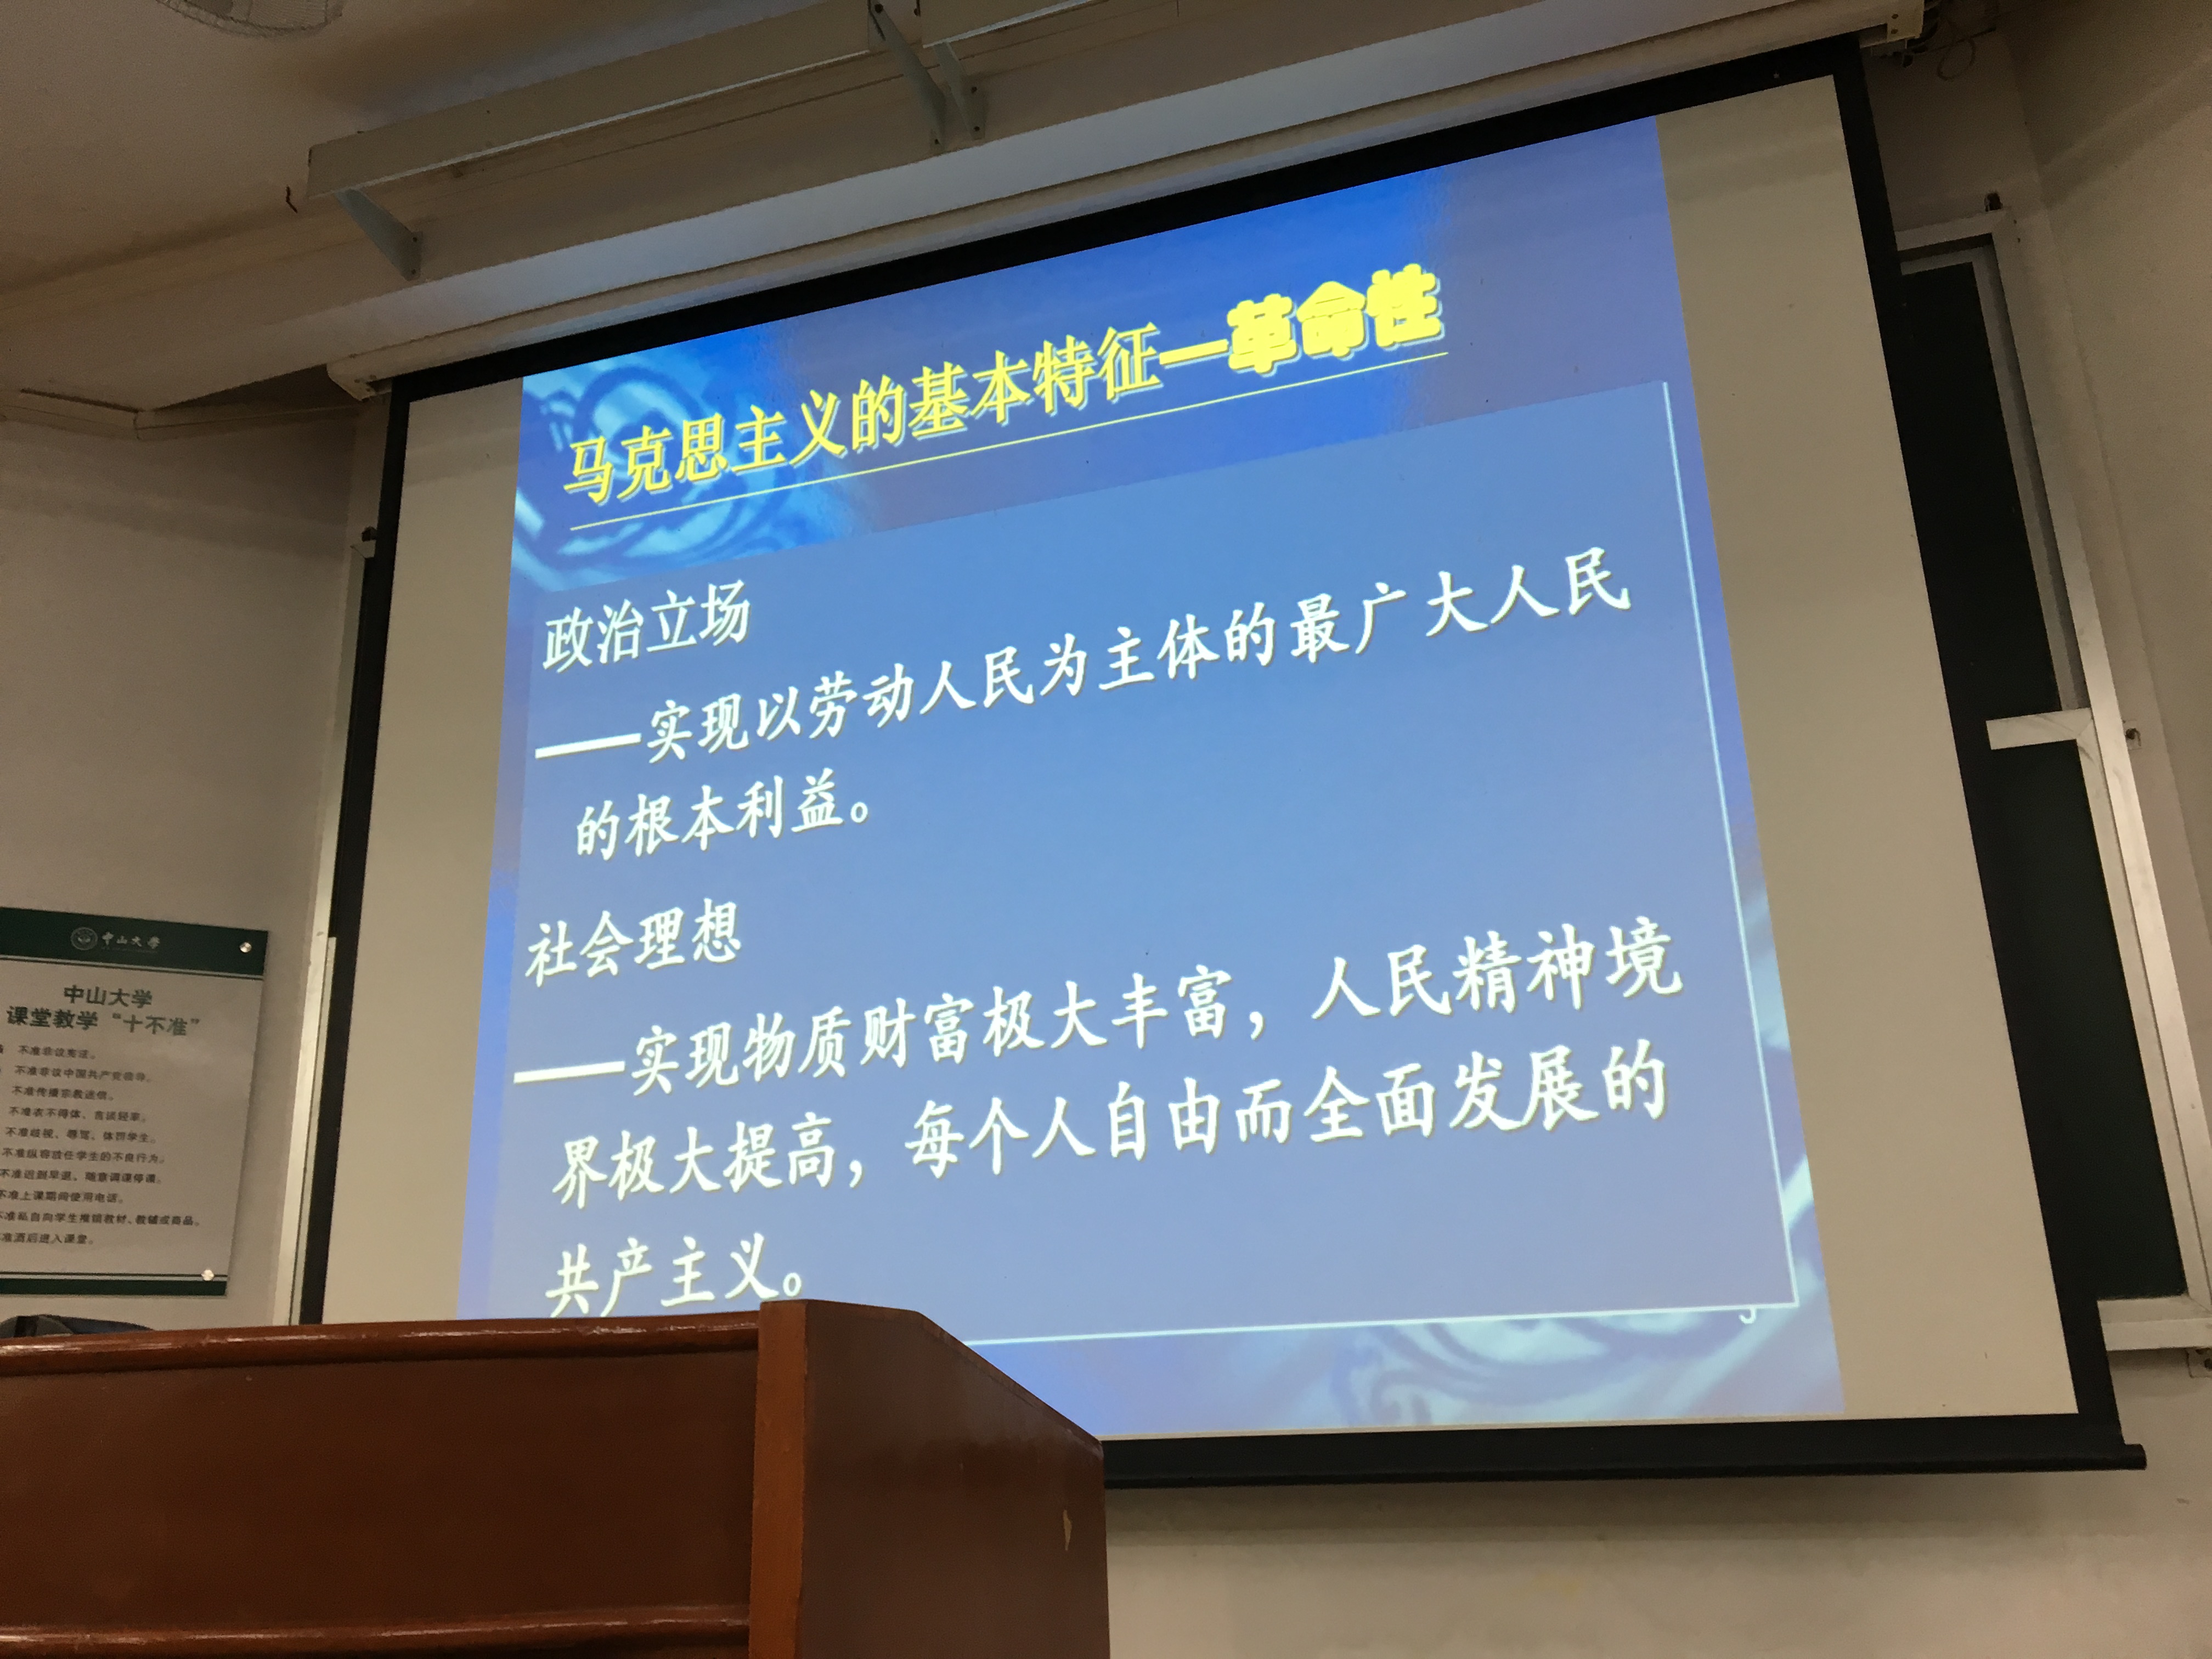 马克思主义的基本特征—革命性
政治立场
——实现以劳动人民为主体的最广大人民
的根本利益。
社会理想
——实现物质财富极大丰富，人民精神境
界极大提高，每个人自由而全面发展的
共产主义。
中山大学
中山大学
课堂教学“十不准”
不准非议宪法。
不准非议中国共产党领导。
不准传播宗教迷信。
不准衣不得体、言谈轻率。
不准歧视、辱骂、体罚学生。
不准纵容放任学生的不良行为。
不准迟到早退、随意调课停课。
不准上课期间使用电话。
不准私自向学生推销教材、教辅或商品。
准酒后进入课堂。